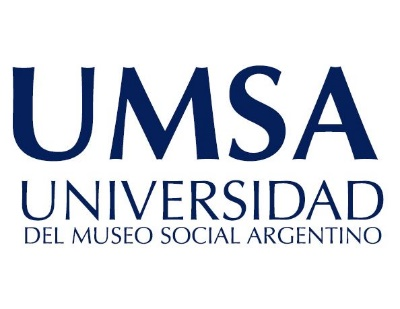 UMSA
UNIVERSIDAD
DEL MUSEO SOCIAL ARGENTINO